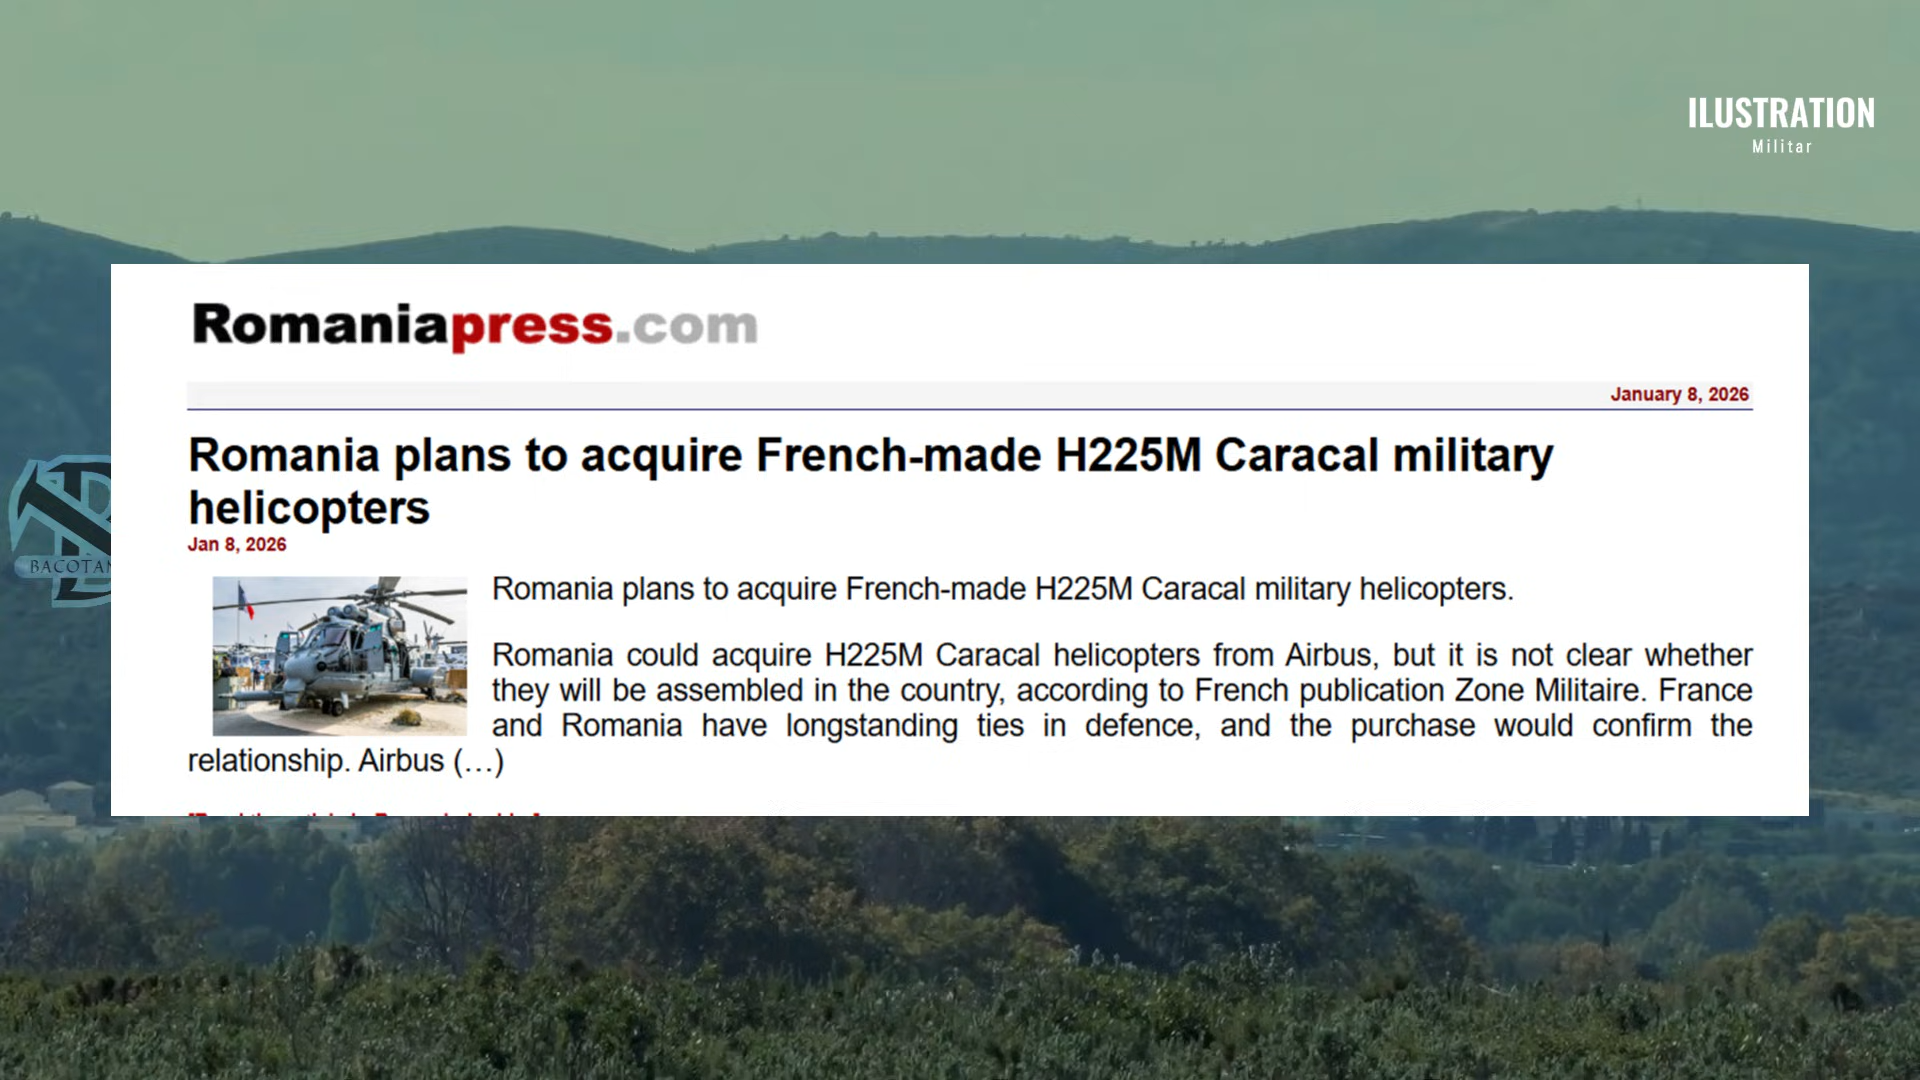 ILUSTRATION
Militar
Romaniapress.com
January 8, 2026
Romania plans to acquire French-made H225M Caracal military
helicopters
Jan 8, 2026
Romania plans to acquire French-made H225M Caracal military helicopters.
Romania could acquire H225M Caracal helicopters from Airbus, but it is not clear whether
they will be assembled in the country, according to French publication Zone Militaire. France
and Romania have longstanding ties in defence, and the purchase would confirm the
relationship. Airbus (…)
BACOTA